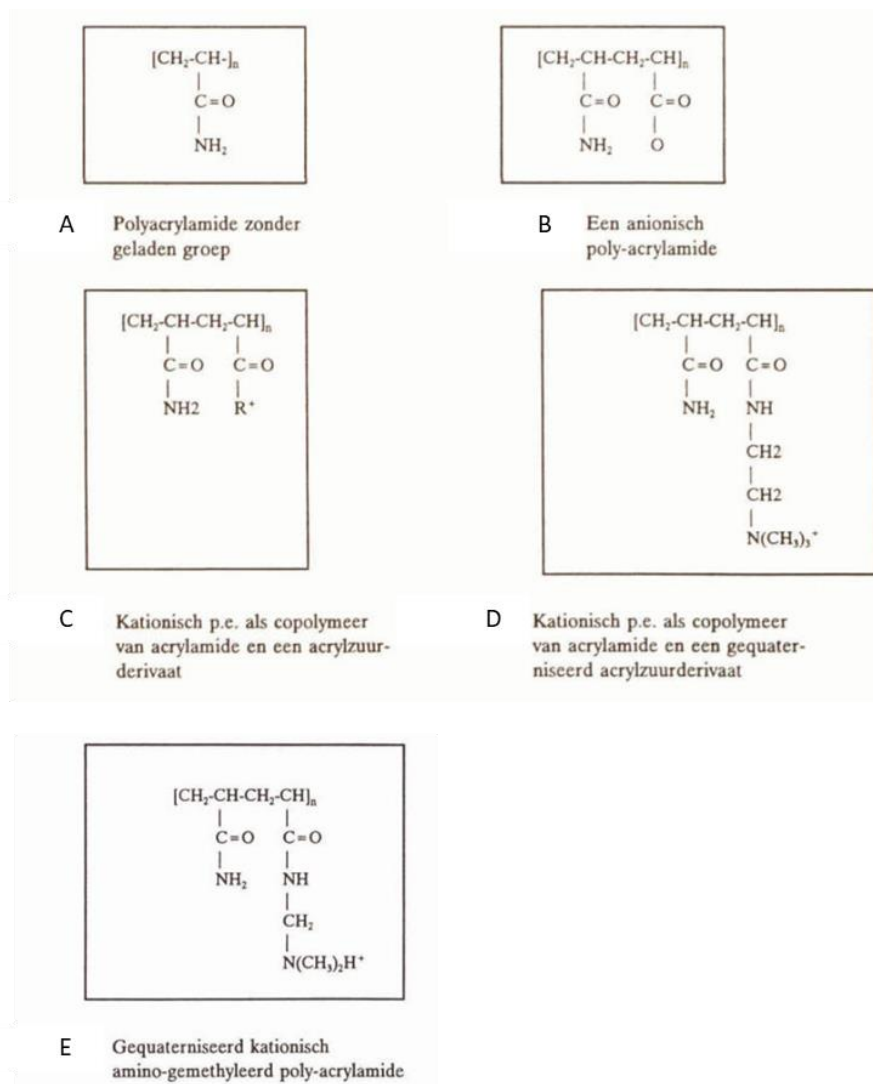 [CH₂-CH-]ₙ
|
C=O
|
NH₂
A Polyacrylamide zonder
geladen groep
[CH₂-CH-CH₂-CH]ₙ
| |
C=O C=O
| |
NH₂ O
B Een anionisch
poly-acrylamide
[CH₂-CH-CH₂-CH]ₙ
| |
C=O C=O
| |
NH2 R⁺
C Kationisch p.e. als copolymeer
van acrylamide en een acrylzuur-
derivaat
[CH₂-CH-CH₂-CH]ₙ
| |
C=O C=O
| |
NH₂ NH
|
CH2
|
CH2
|
N(CH₃)₃⁺
D Kationisch p.e. als copolymeer
van acrylamide en een gequater-
niseerd acrylzuurderivaat
[CH₂-CH-CH₂-CH]ₙ
| |
C=O C=O
| |
NH₂ NH
|
CH₂
|
N(CH₃)₂H⁺
E Gequaterniseerd kationisch
amino-gemethyleerd poly-acrylamide